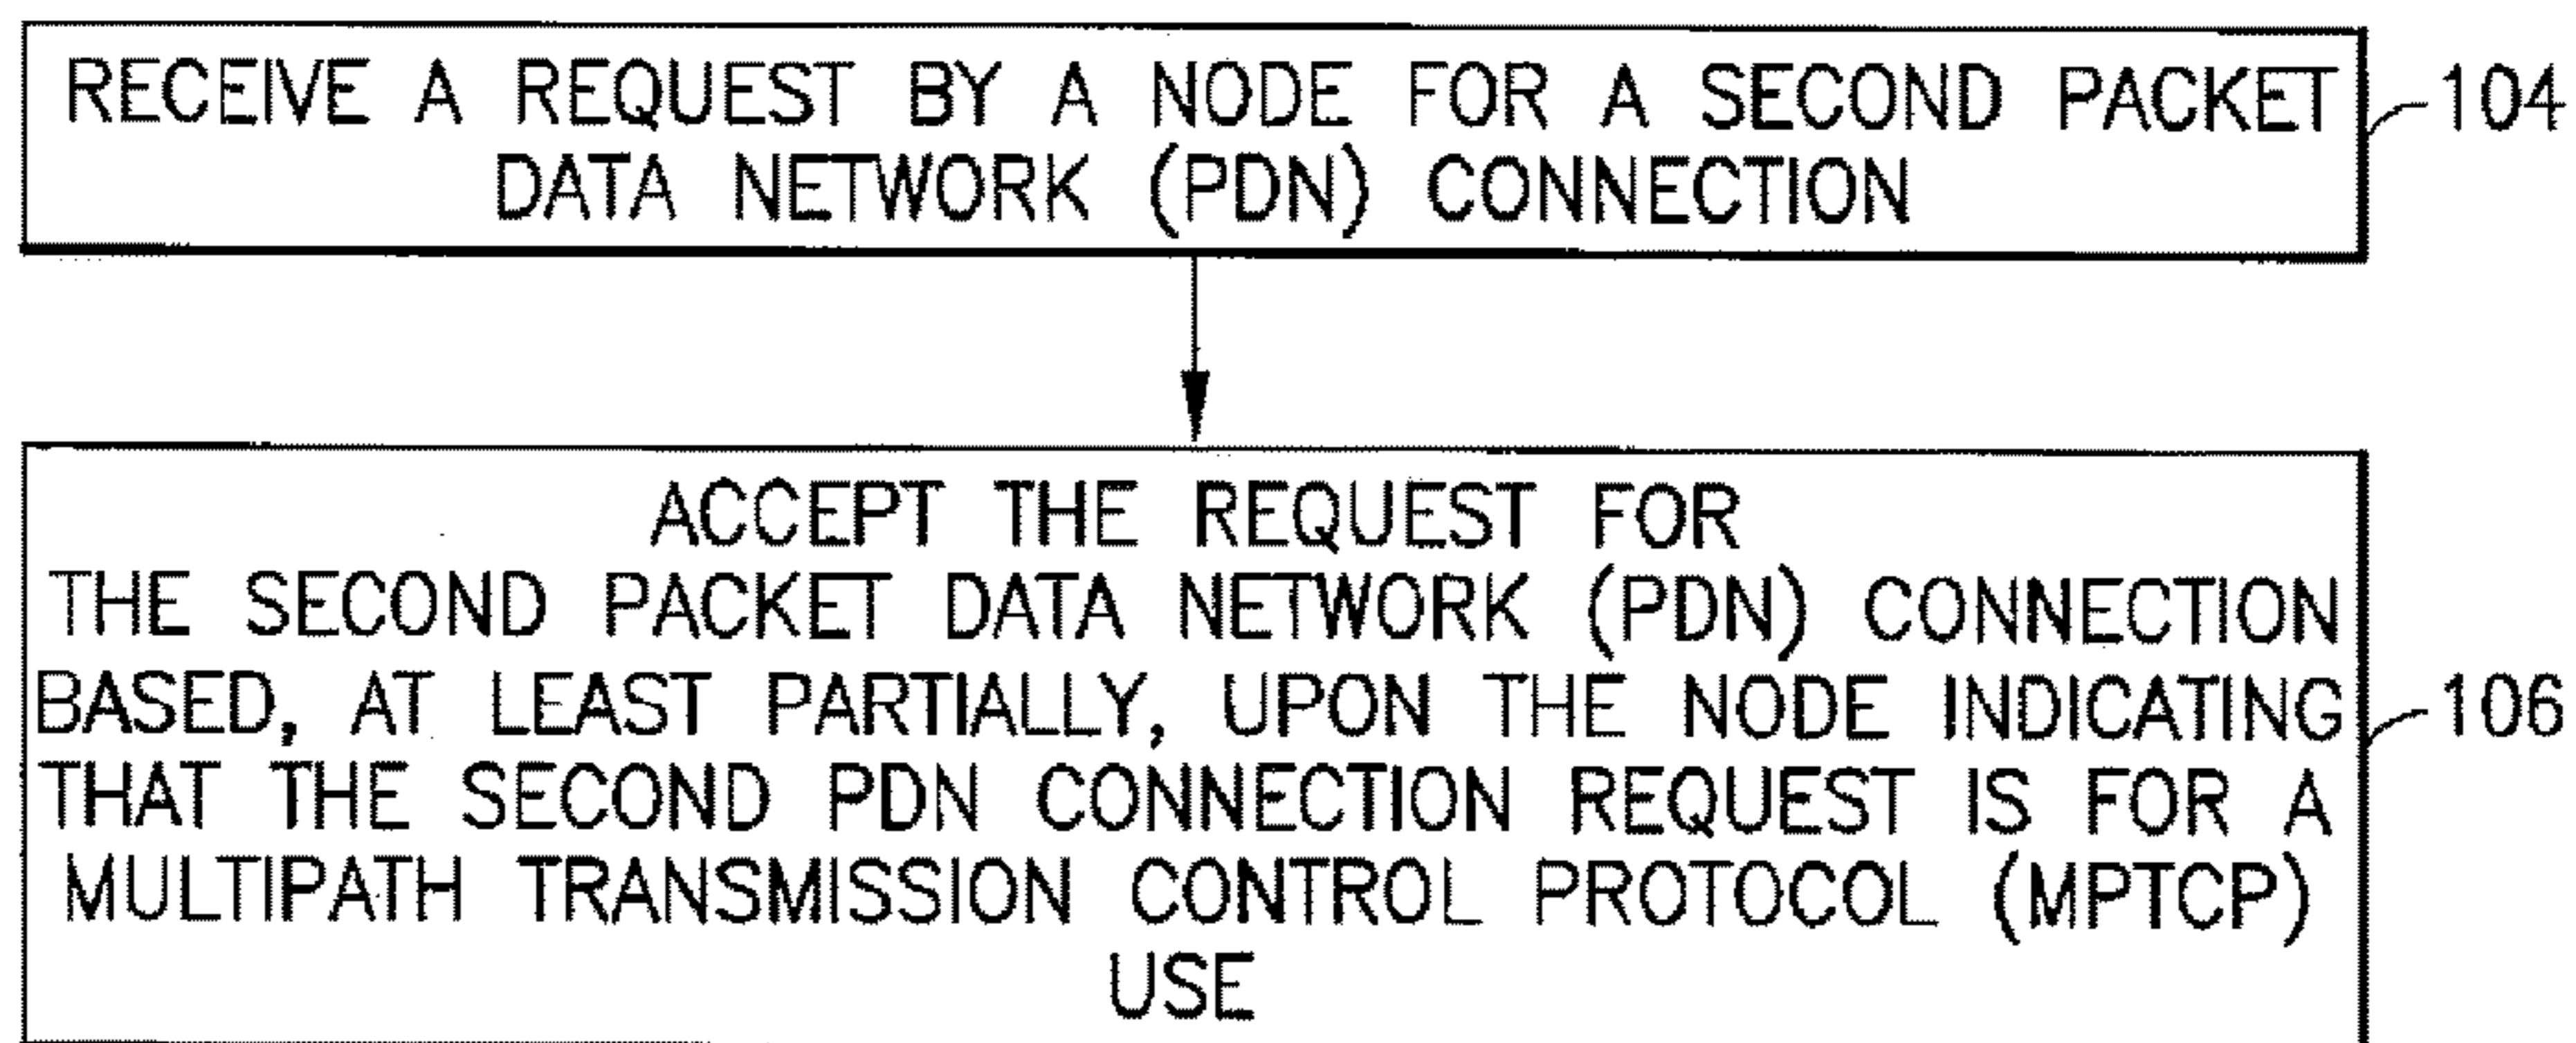 RECEIVE A REQUEST BY A NODE FOR A SECOND PACKET
DATA NETWORK (PDN) CONNECTION
104
ACCEPT THE REQUEST FOR
THE SECOND PACKET DATA NETWORK (PDN) CONNECTION
BASED, AT LEAST PARTIALLY, UPON THE NODE INDICATING
THAT THE SECOND PDN CONNECTION REQUEST IS FOR A
MULTIPATH TRANSMISSION CONTROL PROTOCOL (MPTCP)
USE
106